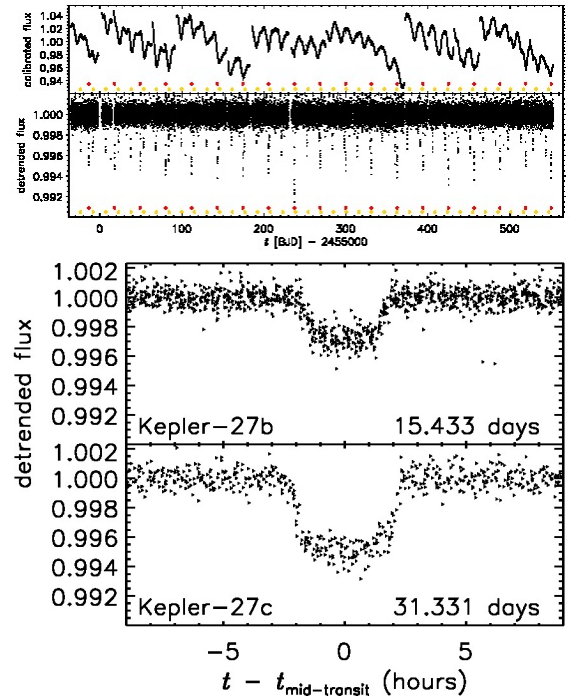 1.04
1.02
1.00
0.98
0.96
0.94
calibrated flux
1.000
0.998
0.996
0.994
0.992
detrended flux
0 100 200 300 400 500
t [BJD] - 2455000
1.002
1.000
0.998
0.996
0.994
0.992
Kepler-27b 15.433 days
1.002
1.000
0.998
0.996
0.994
0.992
Kepler-27c 31.331 days
detrended flux
-5 0 5
t - tmid-transit (hours)